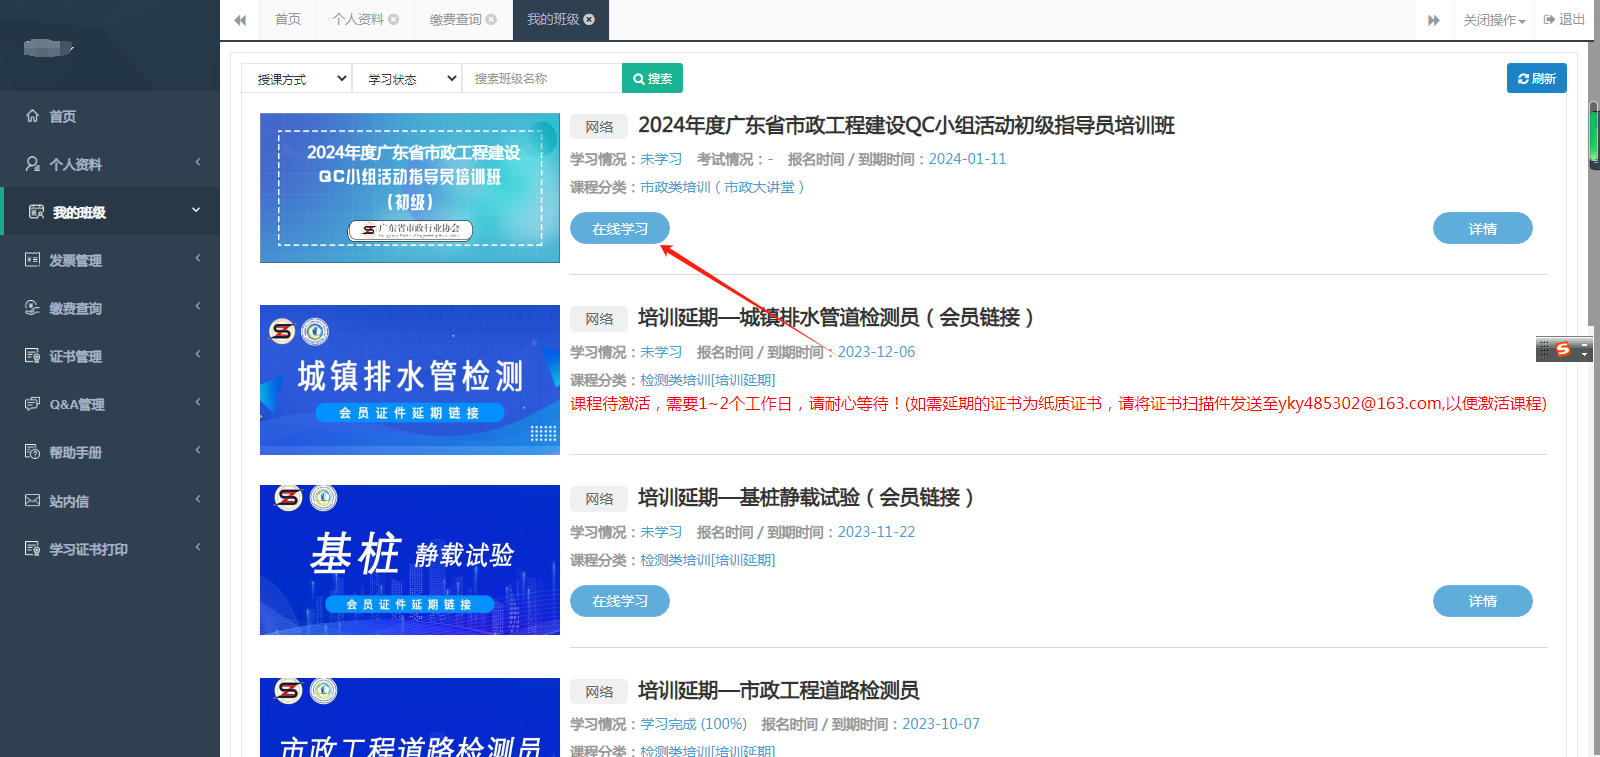 首页
个人资料
缴费查询
我的班级
关闭操作
退出
首页
个人资料
我的班级
发票管理
缴费查询
证书管理
Q&A管理
帮助手册
站内信
学习证书打印
授课方式
学习状态
搜索班级名称
搜索
刷新
2024年度广东省市政工程建设
QC小组活动指导员培训班
（初级）
广东省市政行业协会
网络
2024年度广东省市政工程建设QC小组活动初级指导员培训班
学习情况：未学习 考试情况：- 报名时间 / 到期时间：2024-01-11
课程分类：市政类培训（市政大讲堂）
在线学习
详情
城镇排水管检测
会员证件延期链接
网络
培训延期—城镇排水管道检测员（会员链接）
学习情况：未学习 报名时间 / 到期时间：2023-12-06
课程分类：检测类培训[培训延期]
课程待激活，需要1~2个工作日，请耐心等待！(如需延期的证书为纸质证书，请将证书扫描件发送至yky485302@163.com,以便激活课程)
基桩 静载试验
会员证件延期链接
网络
培训延期—基桩静载试验（会员链接）
学习情况：未学习 报名时间 / 到期时间：2023-11-22
课程分类：检测类培训[培训延期]
在线学习
详情
市政工程道路检测员
网络
培训延期—市政工程道路检测员
学习情况：学习完成 (100%) 报名时间 / 到期时间：2023-10-07
课程分类：检测类培训[培训延期]